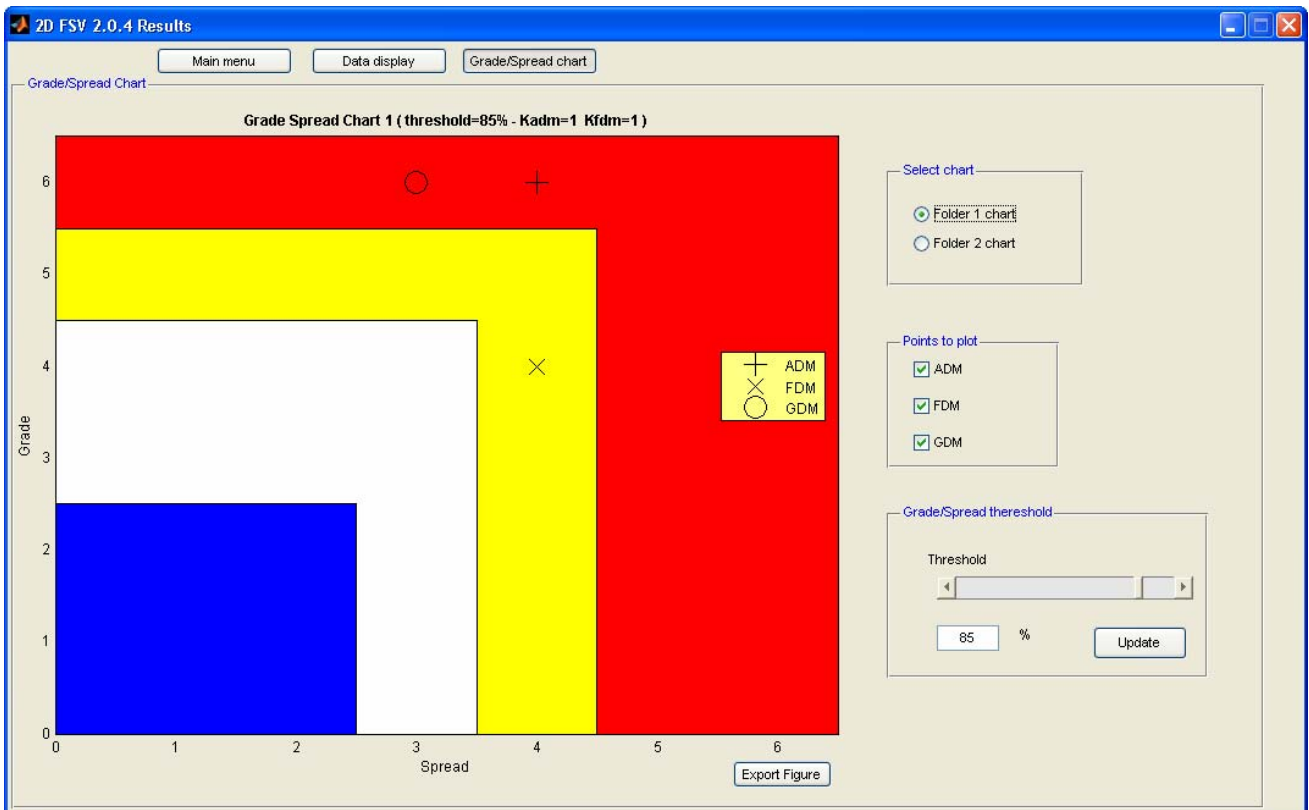 2D FSV 2.0.4 Results
Main menu
Data display
Grade/Spread chart
Grade/Spread Chart
Grade Spread Chart 1 ( threshold=85% - Kadm=1 Kfdm=1 )
6
5
4
3
2
1
0
Grade
0 1 2 3 4 5 6
Spread
ADM
FDM
GDM
Export Figure
Select chart
Folder 1 chart
Folder 2 chart
Points to plot
ADM
FDM
GDM
Grade/Spread thereshold
Threshold
85 %
Update